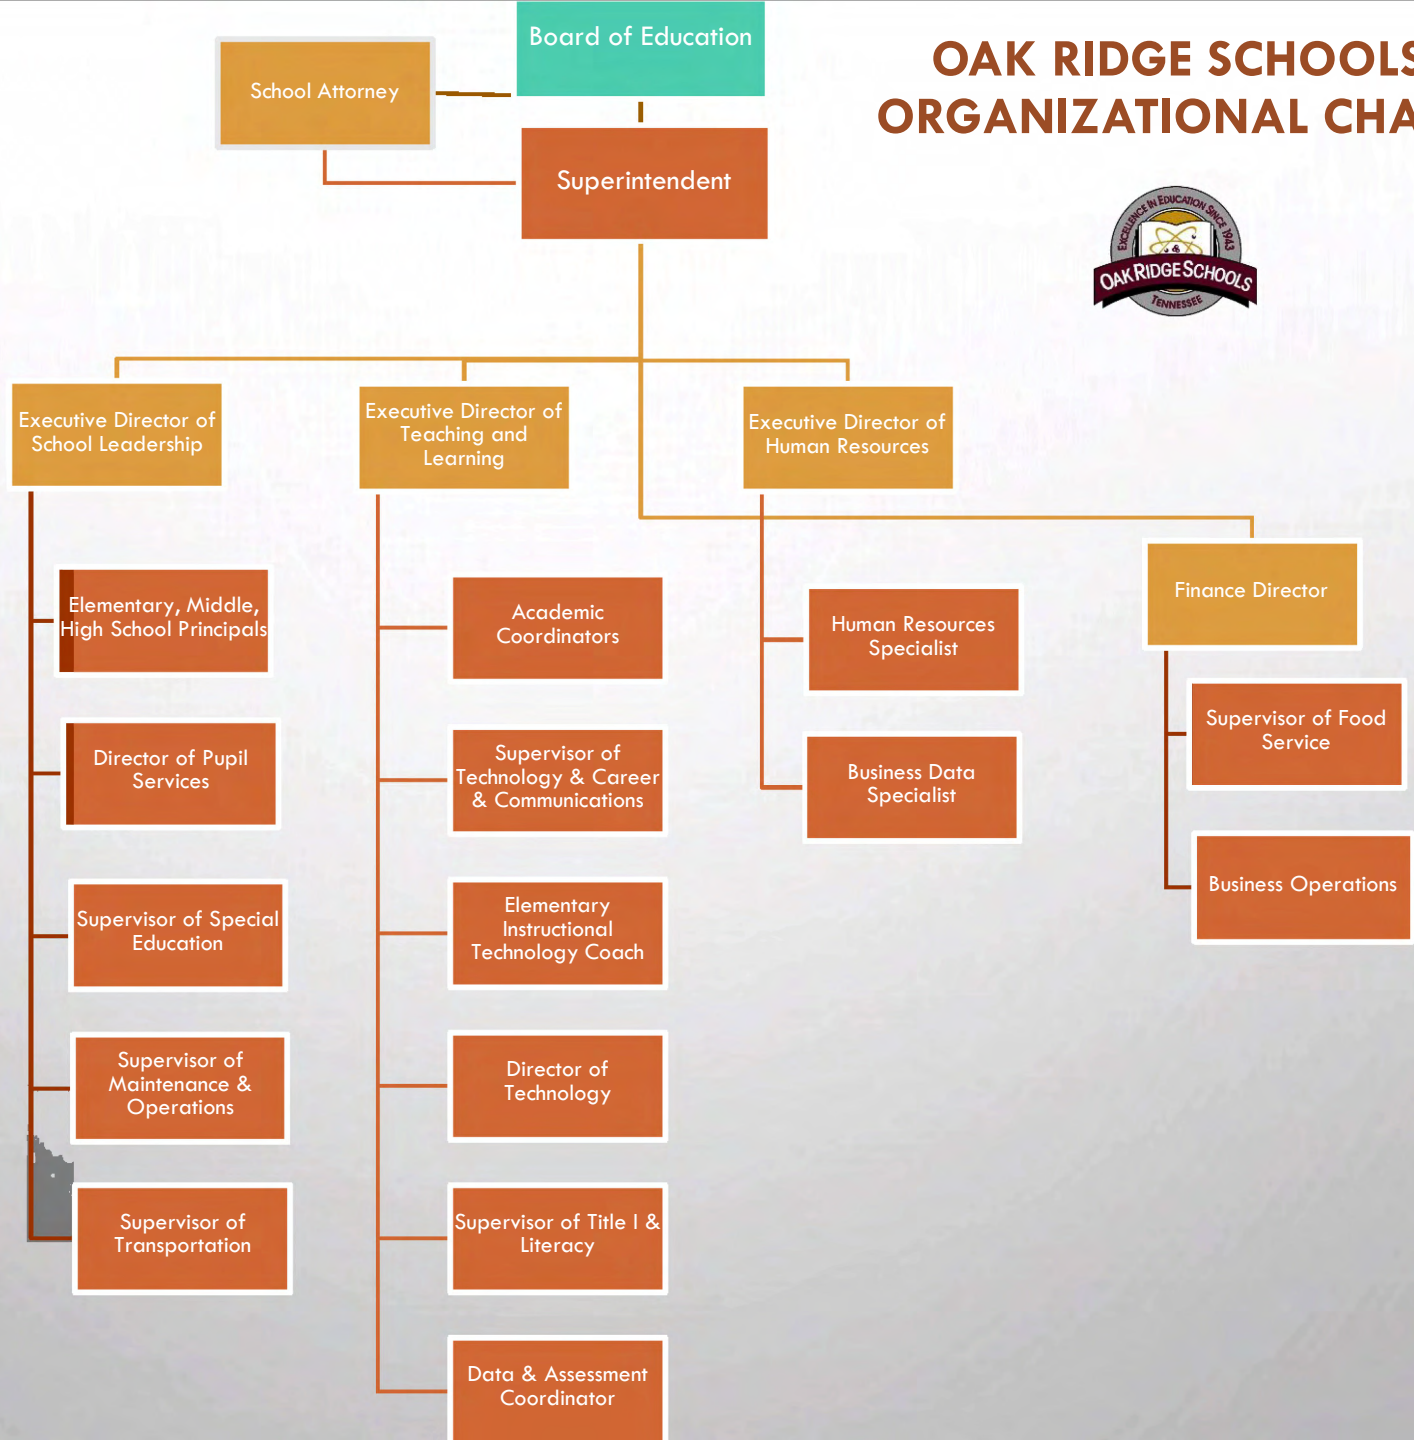 Board of Education
School Attorney
Superintendent
OAK RIDGE SCHOOLS
ORGANIZATIONAL CHA
EXCELLENCE IN EDUCATION SINCE 1943
OAK RIDGE SCHOOLS
TENNESSEE
Executive Director of
School Leadership
Elementary, Middle,
High School Principals
Director of Pupil
Services
Supervisor of Special
Education
Supervisor of
Maintenance &
Operations
Supervisor of
Transportation
Executive Director of
Teaching and
Learning
Academic
Coordinators
Supervisor of
Technology & Career
& Communications
Elementary
Instructional
Technology Coach
Director of
Technology
Supervisor of Title I &
Literacy
Data & Assessment
Coordinator
Executive Director of
Human Resources
Human Resources
Specialist
Business Data
Specialist
Finance Director
Supervisor of Food
Service
Business Operations